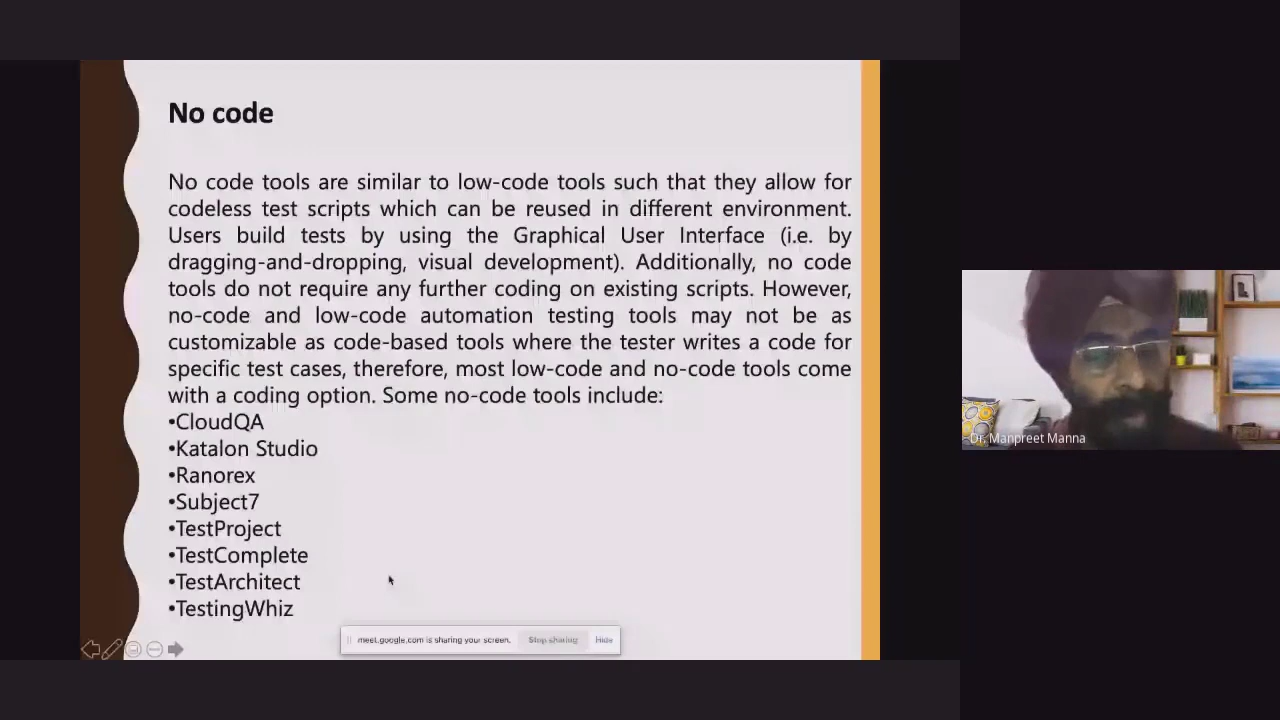 No code
No code tools are similar to low-code tools such that they allow for
codeless test scripts which can be reused in different environment.
Users build tests by using the Graphical User Interface (i.e. by
dragging-and-dropping, visual development). Additionally, no code
tools do not require any further coding on existing scripts. However,
no-code and low-code automation testing tools may not be as
customizable as code-based tools where the tester writes a code for
specific test cases, therefore, most low-code and no-code tools come
with a coding option. Some no-code tools include:
•CloudQA
•Katalon Studio
•Ranorex
•Subject7
•TestProject
•TestComplete
•TestArchitect
•TestingWhiz
meet.google.com is sharing your screen. Stop sharing Hide
Dr. Manpreet Manna